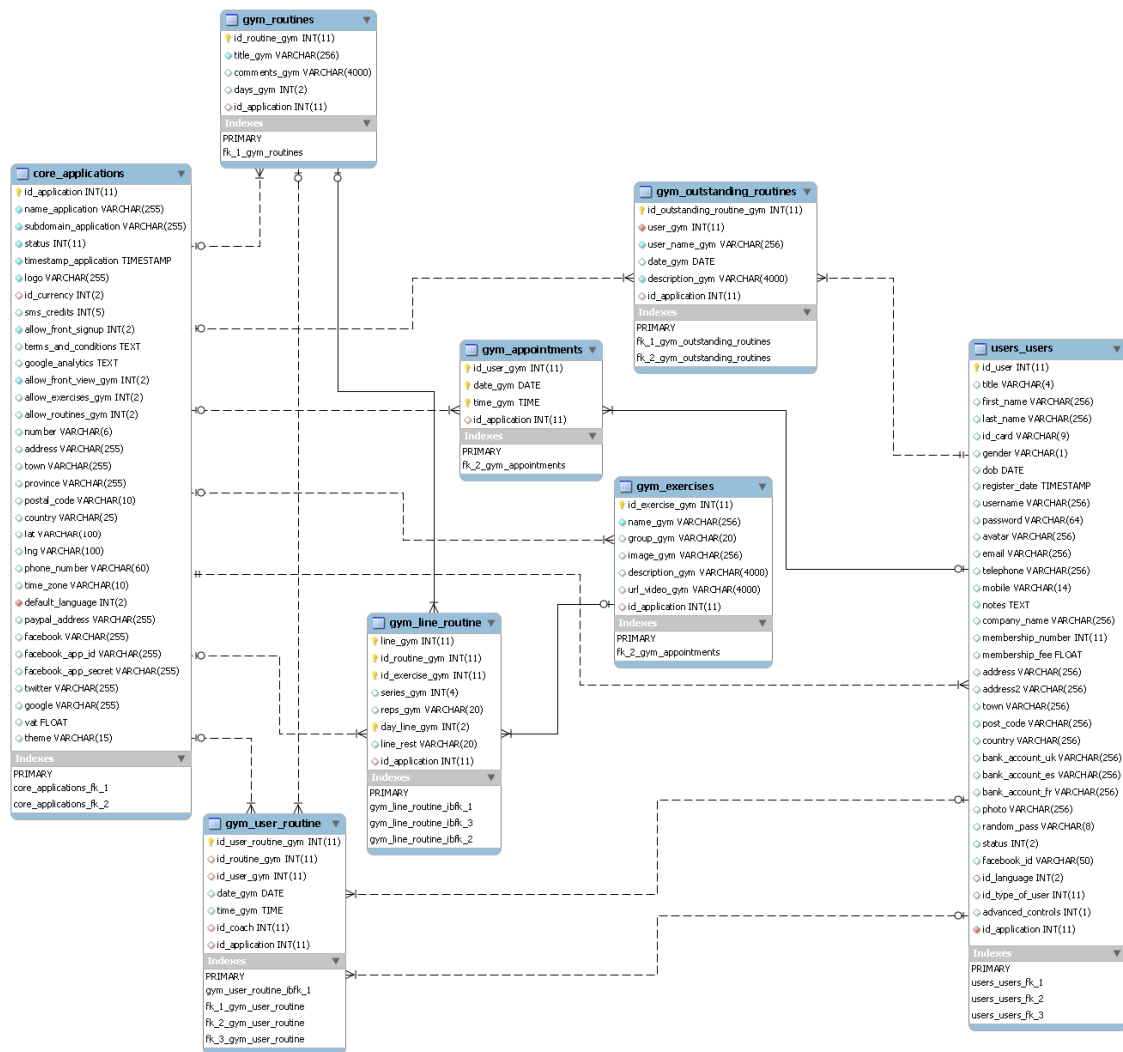 gym_routines
id_routine_gym INT(11)
title_gym VARCHAR(256)
comments_gym VARCHAR(4000)
days_gym INT(2)
id_application INT(11)
Indexes
PRIMARY
fk_1_gym_routines
core_applications
id_application INT(11)
name_application VARCHAR(255)
subdomain_application VARCHAR(255)
status INT(11)
timestamp_application TIMESTAMP
logo VARCHAR(255)
id_currency INT(2)
sms_credits INT(5)
allow_front_signup INT(2)
terms_and_conditions TEXT
google_analytics TEXT
allow_front_view_gym INT(2)
allow_exercises_gym INT(2)
allow_routines_gym INT(2)
number VARCHAR(6)
address VARCHAR(255)
town VARCHAR(255)
province VARCHAR(255)
postal_code VARCHAR(10)
country VARCHAR(25)
lat VARCHAR(100)
lng VARCHAR(100)
phone_number VARCHAR(60)
time_zone VARCHAR(10)
default_language INT(2)
paypal_address VARCHAR(255)
facebook VARCHAR(255)
facebook_app_id VARCHAR(255)
facebook_app_secret VARCHAR(255)
twitter VARCHAR(255)
google VARCHAR(255)
vat FLOAT
theme VARCHAR(15)
Indexes
PRIMARY
core_applications_fk_1
core_applications_fk_2
gym_outstanding_routines
id_outstanding_routine_gym INT(11)
user_gym INT(11)
user_name_gym VARCHAR(256)
date_gym DATE
description_gym VARCHAR(4000)
id_application INT(11)
Indexes
PRIMARY
fk_1_gym_outstanding_routines
fk_2_gym_outstanding_routines
gym_appointments
id_user_gym INT(11)
date_gym DATE
time_gym TIME
id_application INT(11)
Indexes
PRIMARY
fk_2_gym_appointments
gym_exercises
id_exercise_gym INT(11)
name_gym VARCHAR(256)
group_gym VARCHAR(20)
image_gym VARCHAR(256)
description_gym VARCHAR(4000)
url_video_gym VARCHAR(4000)
id_application INT(11)
Indexes
PRIMARY
fk_2_gym_appointments
gym_line_routine
line_gym INT(11)
id_routine_gym INT(11)
id_exercise_gym INT(11)
series_gym INT(4)
reps_gym VARCHAR(20)
day_line_gym INT(2)
line_rest VARCHAR(20)
id_application INT(11)
Indexes
PRIMARY
gym_line_routine_ibfk_1
gym_line_routine_ibfk_3
gym_line_routine_ibfk_2
gym_user_routine
id_user_routine_gym INT(11)
id_routine_gym INT(11)
id_user_gym INT(11)
date_gym DATE
time_gym TIME
id_coach INT(11)
id_application INT(11)
Indexes
PRIMARY
gym_user_routine_ibfk_1
fk_1_gym_user_routine
fk_2_gym_user_routine
fk_3_gym_user_routine
users_users
id_user INT(11)
title VARCHAR(4)
first_name VARCHAR(256)
last_name VARCHAR(256)
id_card VARCHAR(9)
gender VARCHAR(1)
dob DATE
register_date TIMESTAMP
username VARCHAR(256)
password VARCHAR(64)
avatar VARCHAR(256)
email VARCHAR(256)
telephone VARCHAR(256)
mobile VARCHAR(14)
notes TEXT
company_name VARCHAR(256)
membership_number INT(11)
membership_fee FLOAT
address VARCHAR(256)
address2 VARCHAR(256)
town VARCHAR(256)
post_code VARCHAR(256)
country VARCHAR(256)
bank_account_uk VARCHAR(256)
bank_account_es VARCHAR(256)
bank_account_fr VARCHAR(256)
photo VARCHAR(256)
random_pass VARCHAR(8)
status INT(2)
facebook_id VARCHAR(50)
id_language INT(2)
id_type_of_user INT(11)
advanced_controls INT(1)
id_application INT(11)
Indexes
PRIMARY
users_users_fk_1
users_users_fk_2
users_users_fk_3